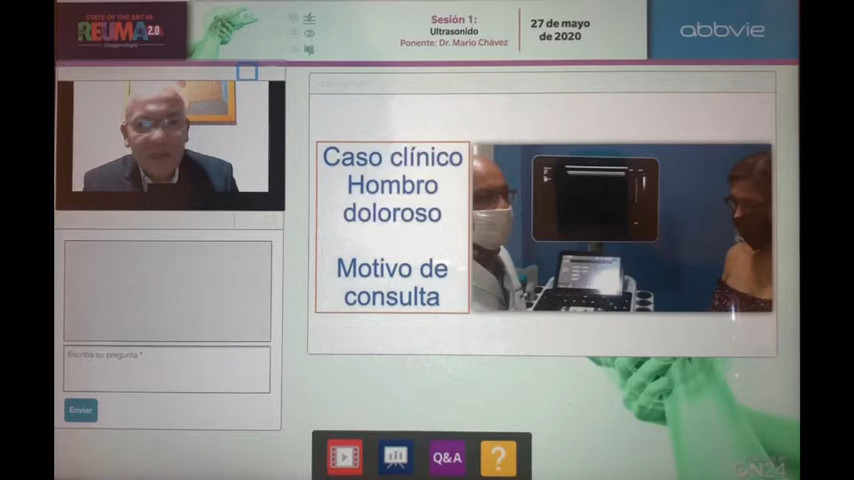 STATE OF THE ART IN
REUMA 2.0
Sesión 1:
Ultrasonido
Ponente: Dr. Mario Chávez
27 de mayo
de 2020
abbvie
Caso clínico
Hombro
doloroso
Motivo de
consulta
Escriba su pregunta *
Enviar
Q&A
?
ON24